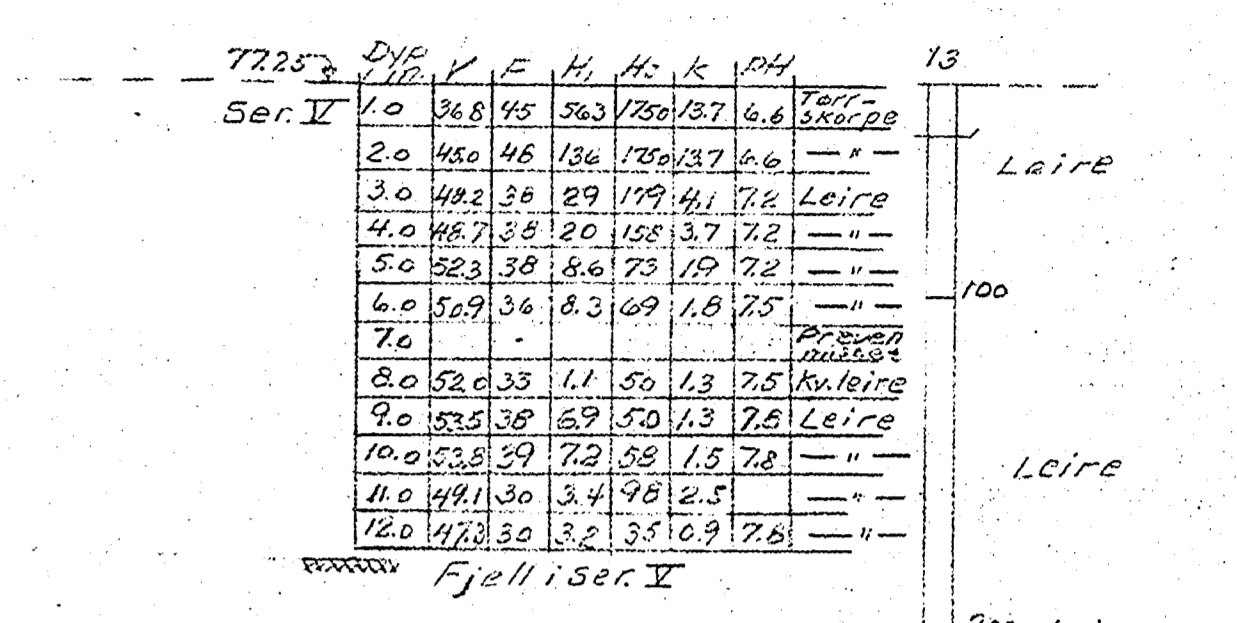 77.25 Dyp i m. V F H₁ H₃ k pH 13
Ser. V 1.0 36.8 45 563 1750 13.7 6.6 Tørr-skorpe
2.0 45.0 46 136 1750 13.7 6.6 — " — Leire
3.0 48.2 38 29 179 4.1 7.2 Leire
4.0 48.7 38 20 158 3.7 7.2 — " —
5.0 52.3 38 8.6 73 1.9 7.2 — " —
6.0 50.9 36 8.3 69 1.8 7.5 — " — 100
7.0 Prøven
8.0 52.0 33 1.1 50 1.3 7.5 Kv.leire
9.0 53.5 38 6.9 50 1.3 7.8 Leire
10.0 53.8 39 7.2 58 1.5 7.8 — " — Leire
11.0 49.1 30 3.4 98 2.5 — " —
12.0 47.3 30 3.2 35 0.9 7.8 — " —
Fjell i ser. V